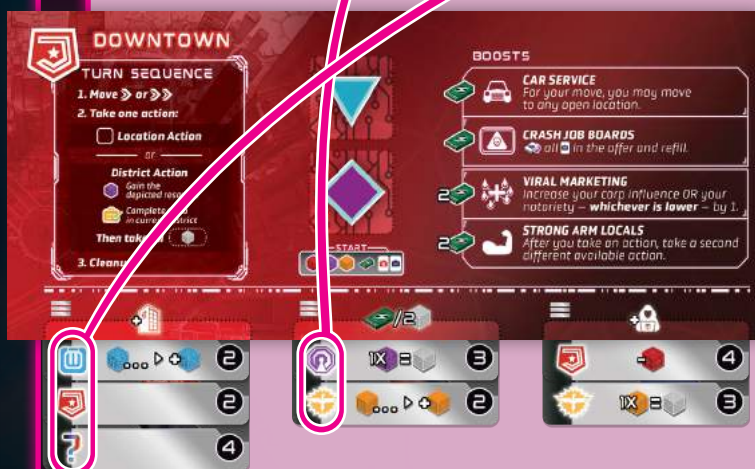 DOWNTOWN
TURN SEQUENCE
1. Move or
2. Take one action:
Location Action
or
District Action
Gain the
depicted
Complete
in current
Then take
3. Cleanup
START
BOOSTS
CAR SERVICE
For your move, you may move
to any open location.
CRASH JOB BOARDS
all in the offer and refill.
2 VIRAL MARKETING
Increase your corp influence OR your
notoriety – whichever is lower – by 1.
2 STRONG ARM LOCALS
After you take an action, take a second
different available action.
+
/2
+
... + 2
2
? 4
1X = 3
... + 2
- 4
1X = 3